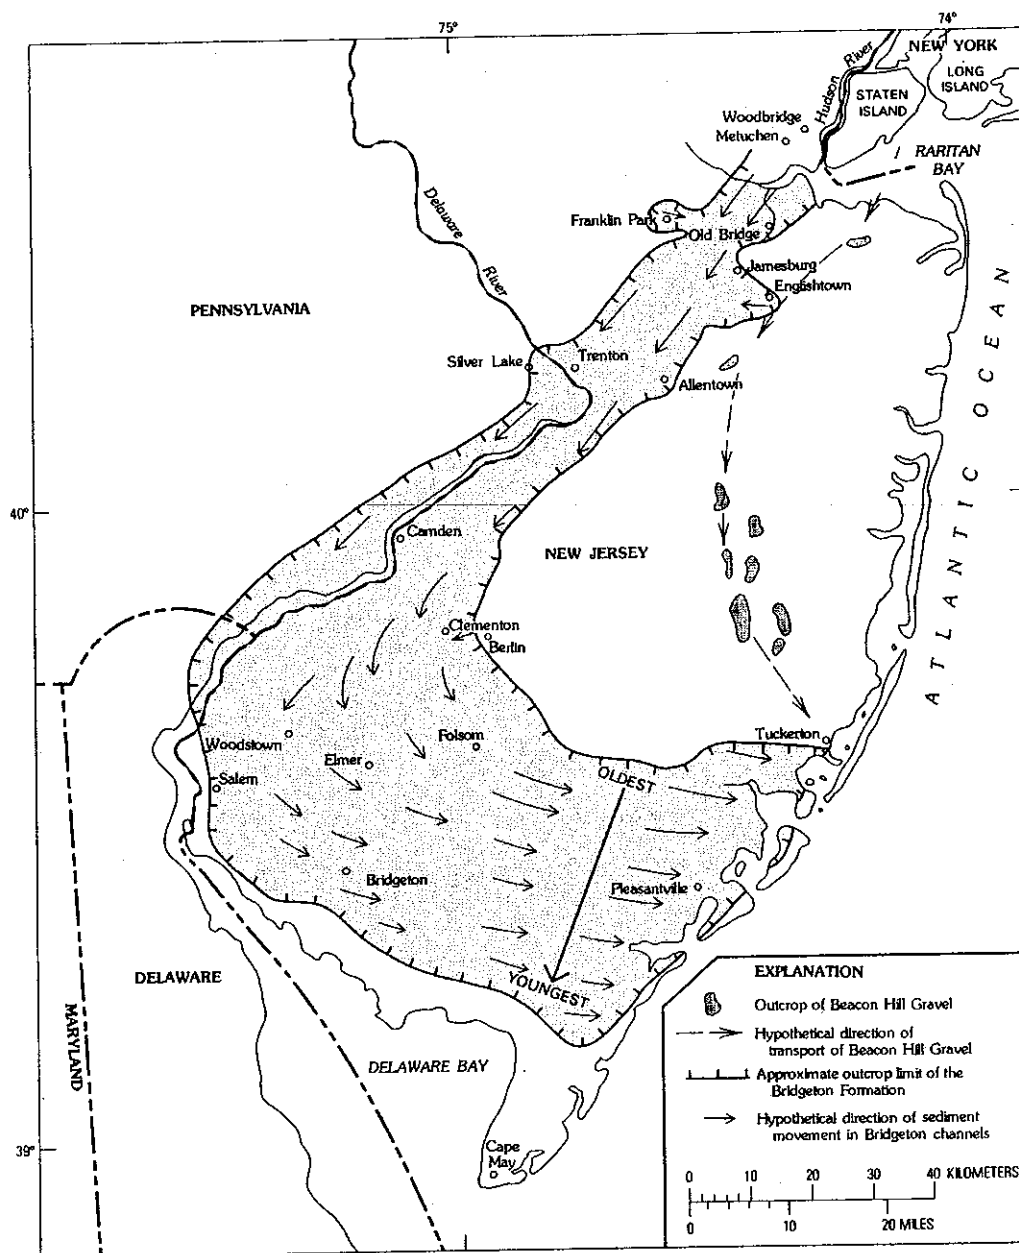 75°
74°
NEW YORK
LONG
ISLAND
STATEN
ISLAND
Hudson
River
Woodbridge
Metuchen
RARITAN
BAY
Delaware
River
Franklin Park
Old Bridge
Jamesburg
Englishtown
PENNSYLVANIA
Silver Lake
Trenton
Allentown
ATLANTIC OCEAN
40°
Camden
NEW JERSEY
Clementon
Berlin
Woodstown
Folsom
Tuckerton
Elmer
Salem
OLDEST
Bridgeton
Pleasantville
YOUNGEST
DELAWARE
MARYLAND
DELAWARE BAY
39°
Cape
May
EXPLANATION
Outcrop of Beacon Hill Gravel
Hypothetical direction of
transport of Beacon Hill Gravel
Approximate outcrop limit of the
Bridgeton Formation
Hypothetical direction of sediment
movement in Bridgeton channels
0 10 20 30 40 KILOMETERS
0 10 20 MILES